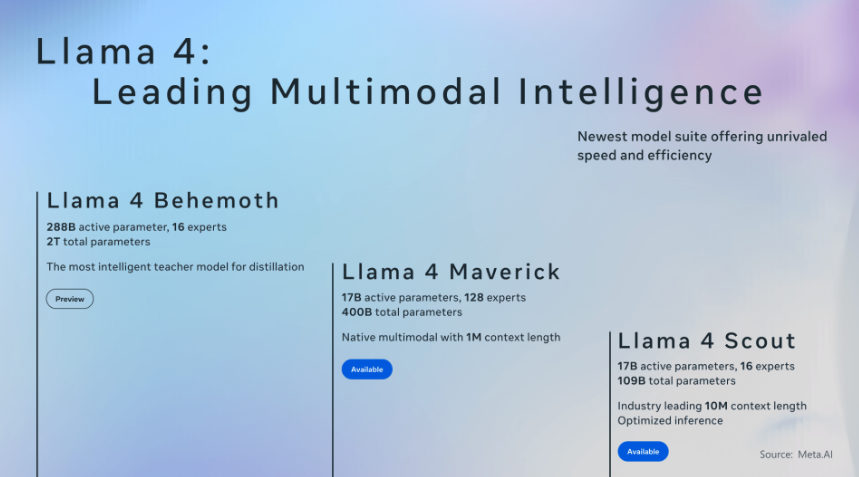 Llama 4:
Leading Multimodal Intelligence
Newest model suite offering unrivaled
speed and efficiency
Llama 4 Behemoth
288B active parameter, 16 experts
2T total parameters
The most intelligent teacher model for distillation
Preview
Llama 4 Maverick
17B active parameters, 128 experts
400B total parameters
Native multimodal with 1M context length
Available
Llama 4 Scout
17B active parameters, 16 experts
109B total parameters
Industry leading 10M context length
Optimized inference
Available
Source: Meta.AI